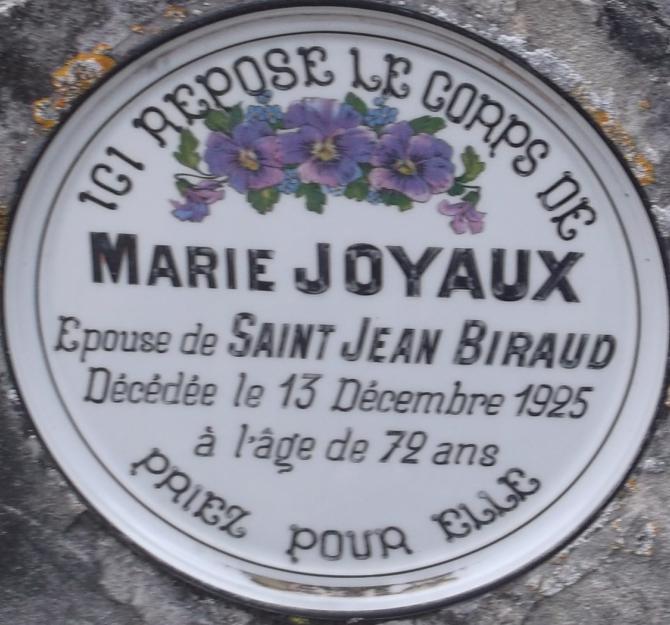 ICI REPOSE LE CORPS DE
MARIE JOYAUX
Epouse de SAINT JEAN BIRAUD
Décédée le 13 Décembre 1925
à l'âge de 72 ans
PRIEZ POUR ELLE